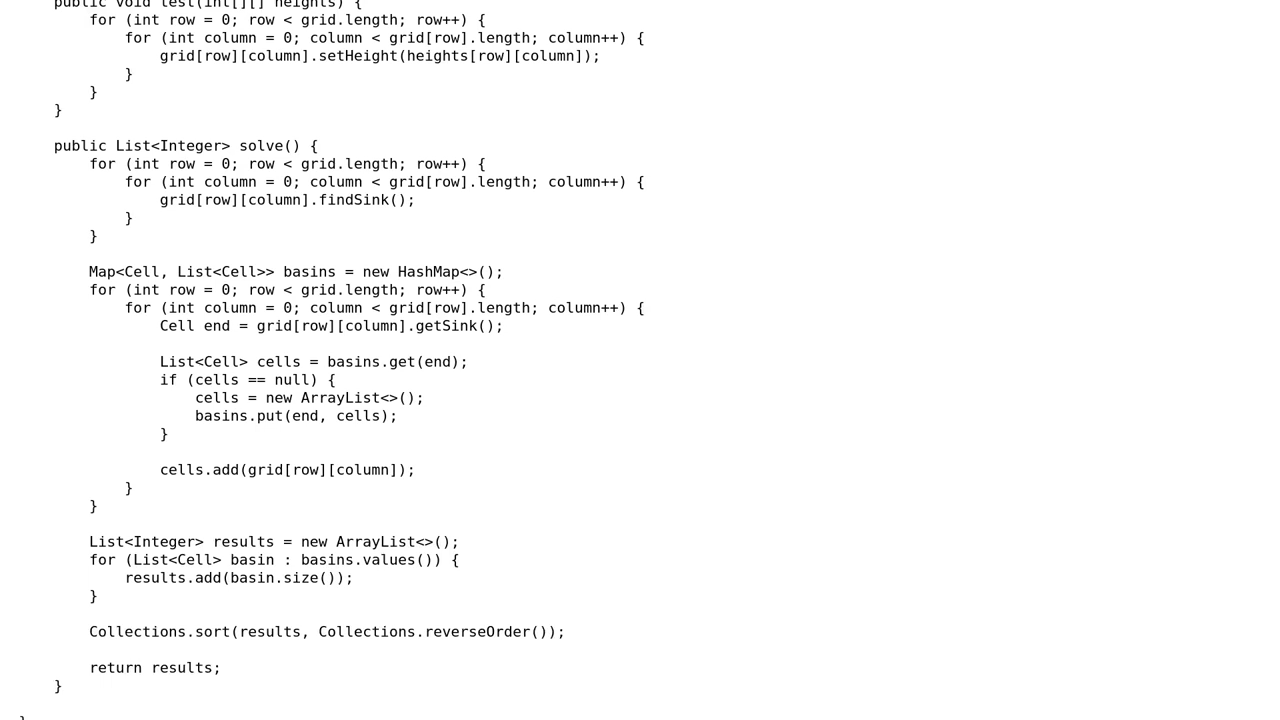 public void test(int[][] heights) {
        for (int row = 0; row < grid.length; row++) {
            for (int column = 0; column < grid[row].length; column++) {
                grid[row][column].setHeight(heights[row][column]);
            }
        }
    }

    public List<Integer> solve() {
        for (int row = 0; row < grid.length; row++) {
            for (int column = 0; column < grid[row].length; column++) {
                grid[row][column].findSink();
            }
        }

        Map<Cell, List<Cell>> basins = new HashMap<>();
        for (int row = 0; row < grid.length; row++) {
            for (int column = 0; column < grid[row].length; column++) {
                Cell end = grid[row][column].getSink();

                List<Cell> cells = basins.get(end);
                if (cells == null) {
                    cells = new ArrayList<>();
                    basins.put(end, cells);
                }

                cells.add(grid[row][column]);
            }
        }

        List<Integer> results = new ArrayList<>();
        for (List<Cell> basin : basins.values()) {
            results.add(basin.size());
        }

        Collections.sort(results, Collections.reverseOrder());

        return results;
    }

}